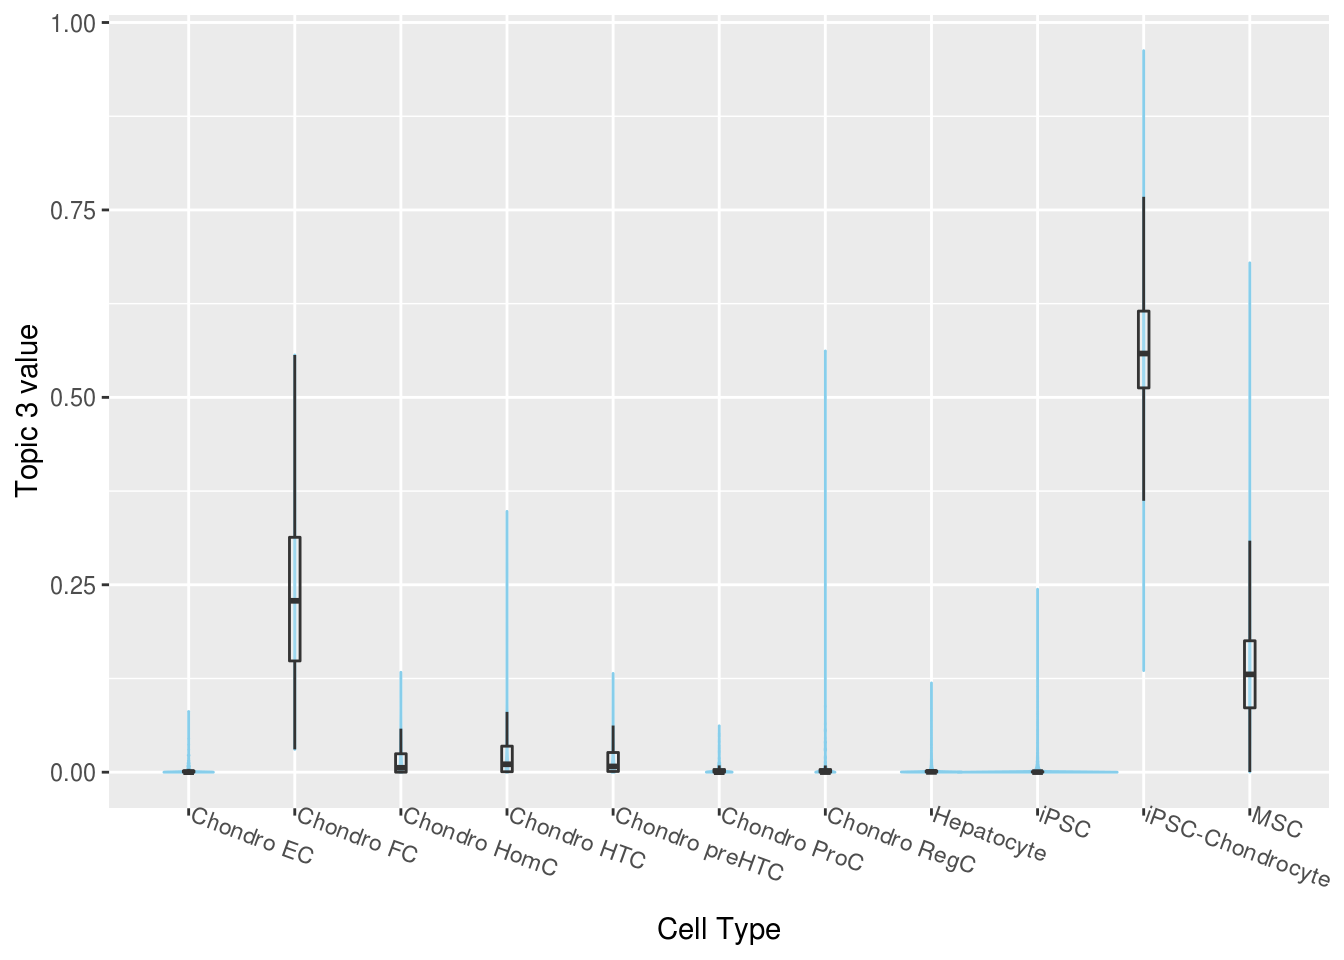 1.00
0.75
0.50
0.25
0.00
Topic 3 value
Chondro EC
Chondro FC
Chondro HomC
Chondro HTC
Chondro preHTC
Chondro ProC
Chondro RegC
Hepatocyte
iPSC
iPSC-Chondrocyte
MSC
Cell Type